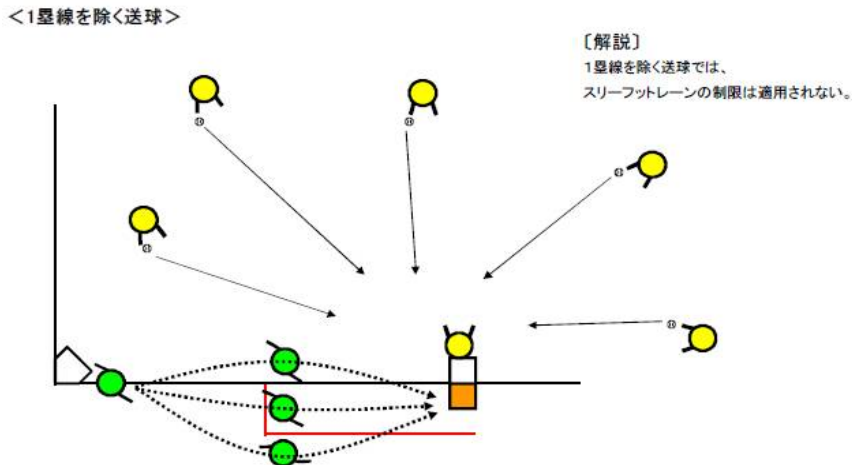 ＜1塁線を除く送球＞
〔解説〕
1塁線を除く送球では、
スリーフットレーンの制限は適用されない。